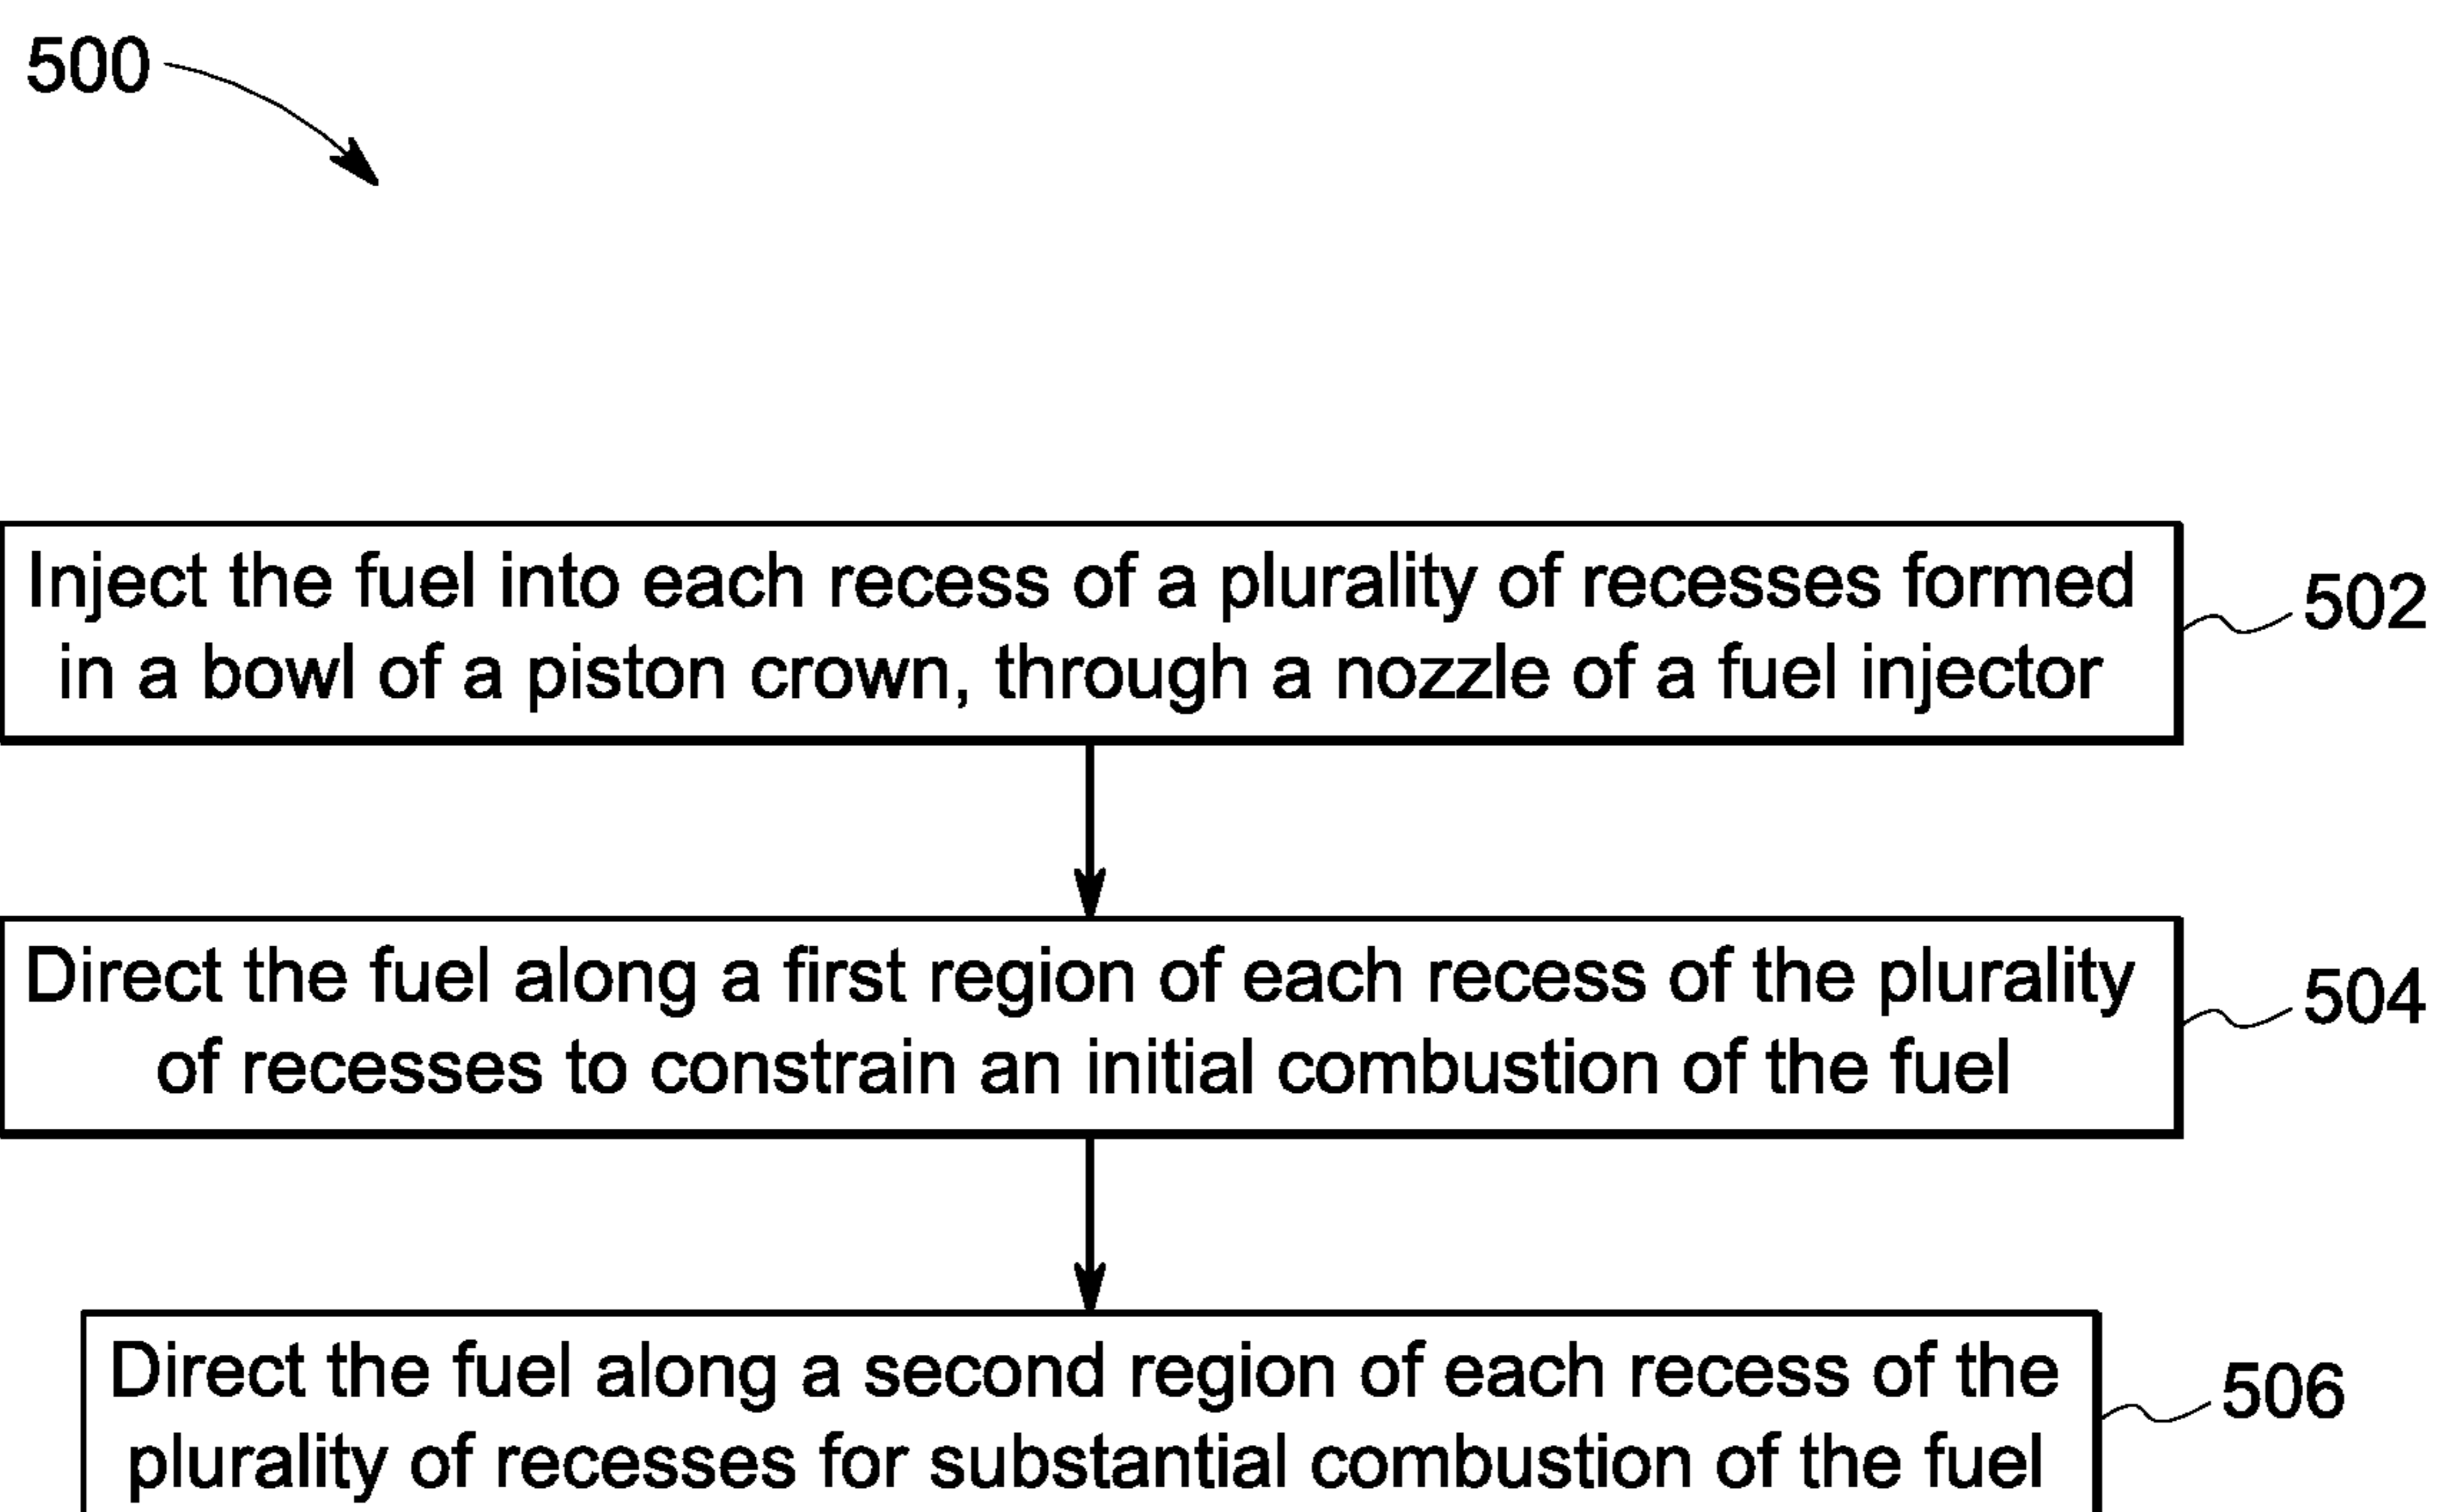 500
Inject the fuel into each recess of a plurality of recesses formed
in a bowl of a piston crown, through a nozzle of a fuel injector
502
Direct the fuel along a first region of each recess of the plurality
of recesses to constrain an initial combustion of the fuel
504
Direct the fuel along a second region of each recess of the
plurality of recesses for substantial combustion of the fuel
506